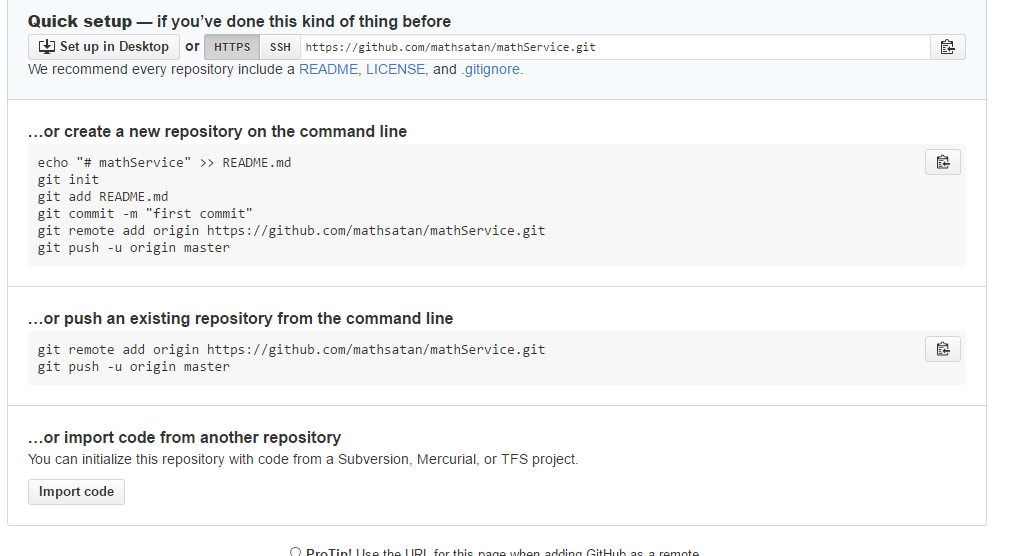 Quick setup — if you've done this kind of thing before
Set up in Desktop or HTTPS SSH https://github.com/mathsatan/mathService.git
We recommend every repository include a README, LICENSE, and .gitignore.
…or create a new repository on the command line
echo "# mathService" >> README.md
git init
git add README.md
git commit -m "first commit"
git remote add origin https://github.com/mathsatan/mathService.git
git push -u origin master
…or push an existing repository from the command line
git remote add origin https://github.com/mathsatan/mathService.git
git push -u origin master
…or import code from another repository
You can initialize this repository with code from a Subversion, Mercurial, or TFS project.
Import code
ProTip! Use the URL for this page when adding GitHub as a remote.